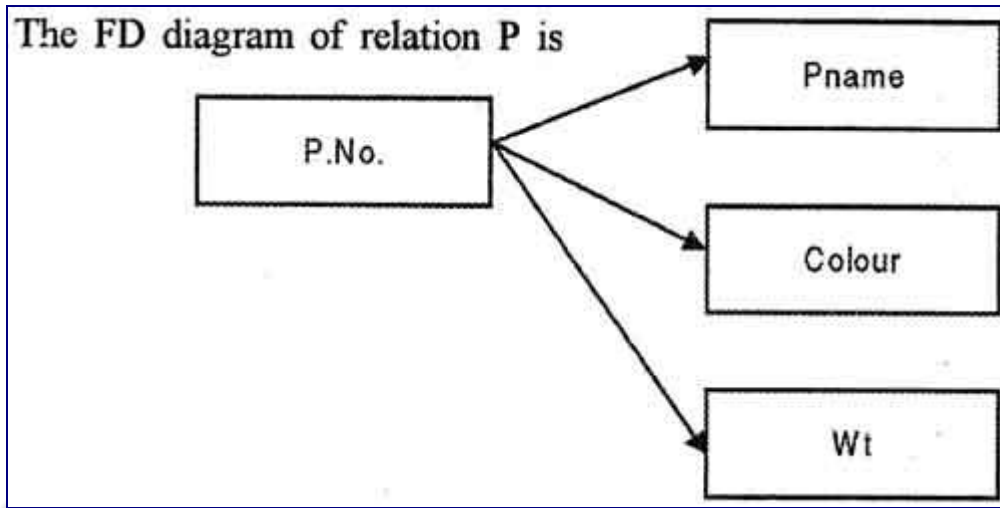 The FD diagram of relation P is
Pname
P.No.
Colour
Wt